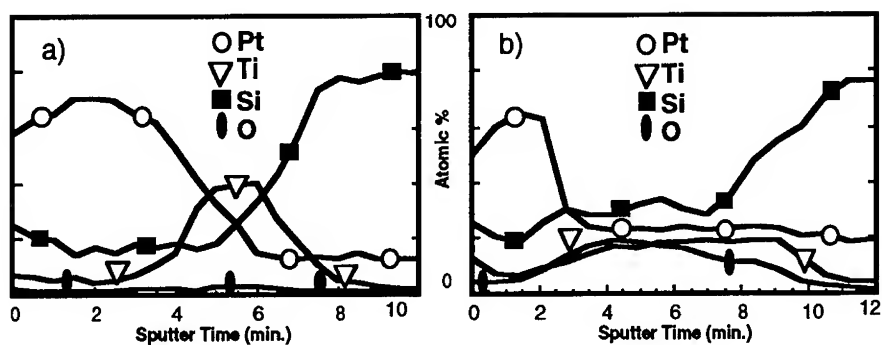 a)
Pt
Ti
Si
O
0 2 4 6 8 10
Sputter Time (min.)
100
Atomic %
0
b)
Pt
Ti
Si
O
0 2 4 6 8 10 12
Sputter Time (min.)